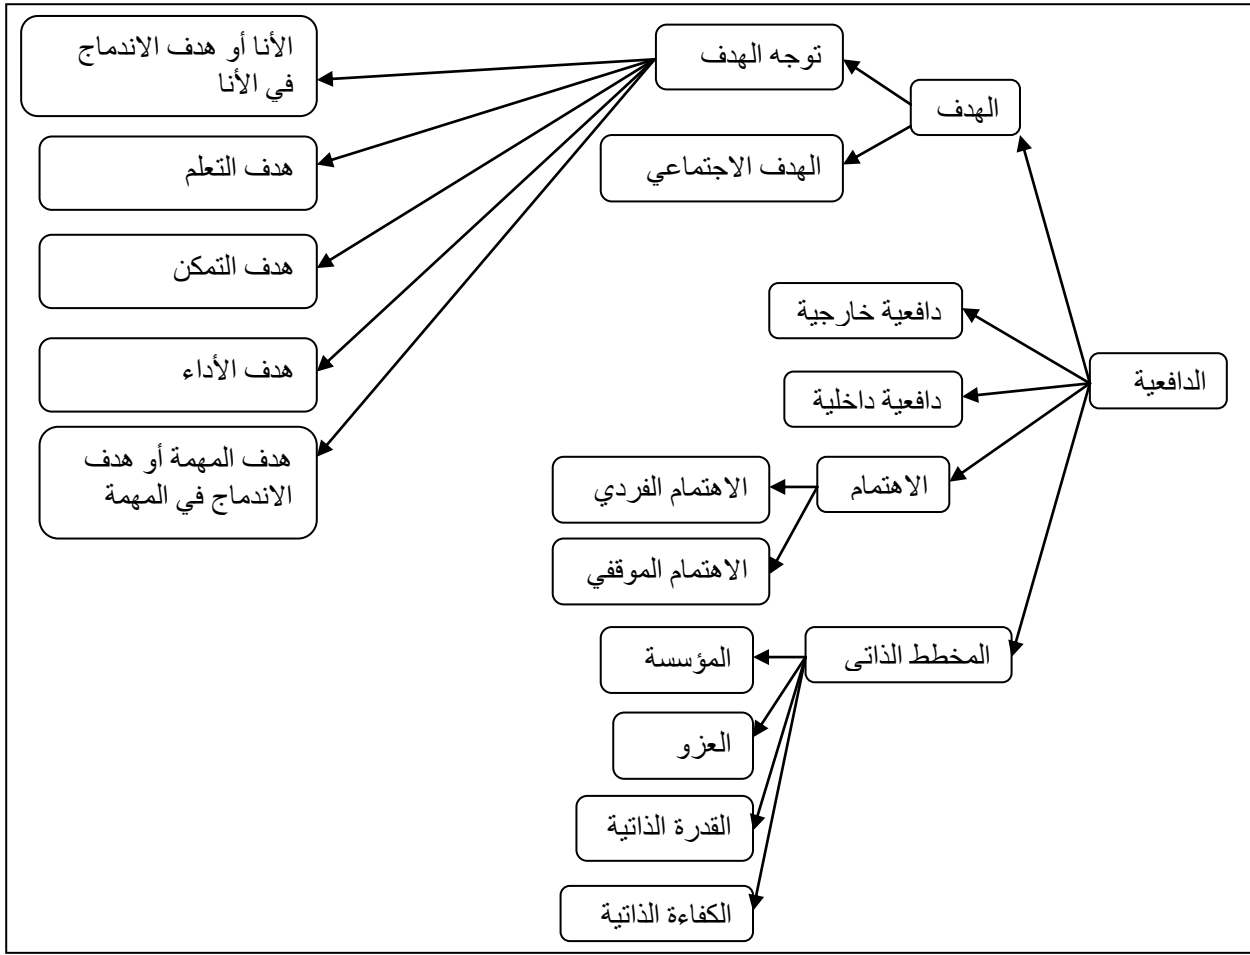 الدافعية
الهدف
توجه الهدف
الأنا أو هدف الاندماج
في الأنا
هدف التعلم
هدف التمكن
هدف الأداء
هدف المهمة أو هدف
الاندماج في المهمة
الهدف الاجتماعي
دافعية خارجية
دافعية داخلية
الاهتمام
الاهتمام الفردي
الاهتمام الموقفي
المخطط الذاتى
المؤسسة
العزو
القدرة الذاتية
الكفاءة الذاتية